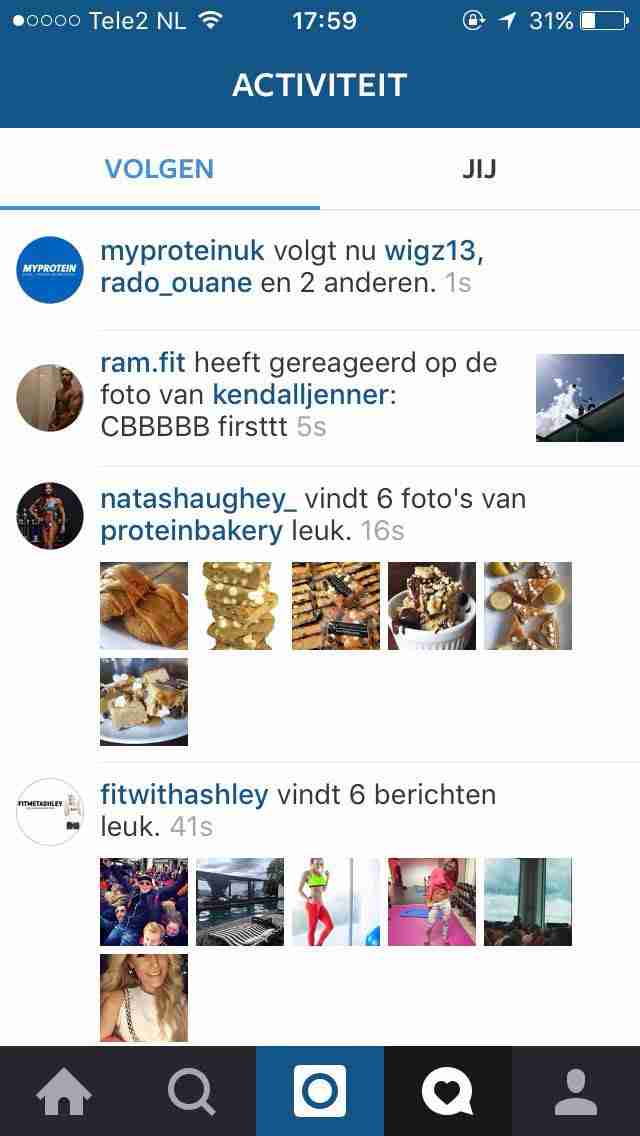 Tele2 NL 17:59 31%
ACTIVITEIT
VOLGEN JIJ
MYPROTEIN
myproteinuk volgt nu wigz13,
rado_ouane en 2 anderen. 1s
ram.fit heeft gereageerd op de
foto van kendalljenner:
CBBBBB firsttt 5s
natashaughey_ vindt 6 foto's van
proteinbakery leuk. 16s
FITMETASHLEY
fitwithashley vindt 6 berichten
leuk. 41s